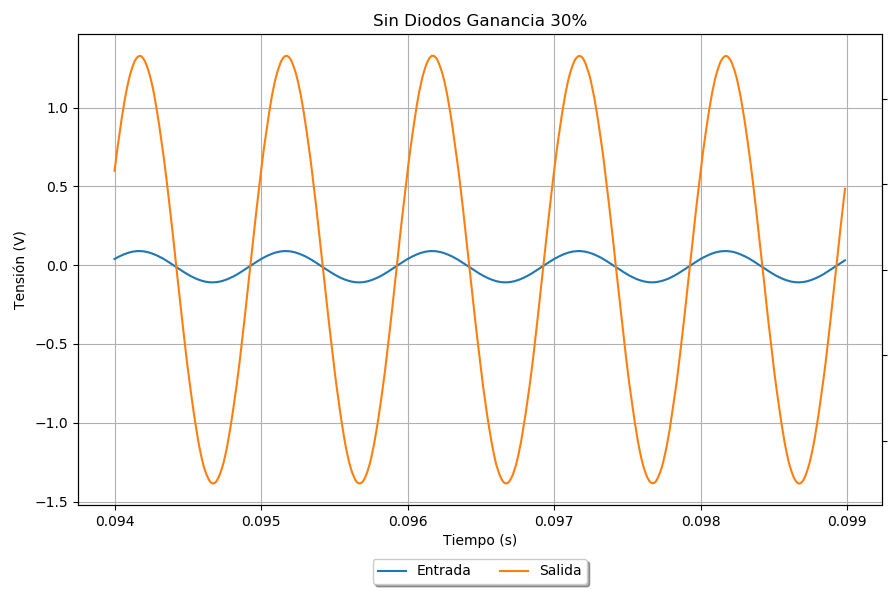 Sin Diodos Ganancia 30%
1.0
0.5
0.0
−0.5
−1.0
−1.5
Tensión (V)
0.094 0.095 0.096 0.097 0.098 0.099
Tiempo (s)
Entrada Salida